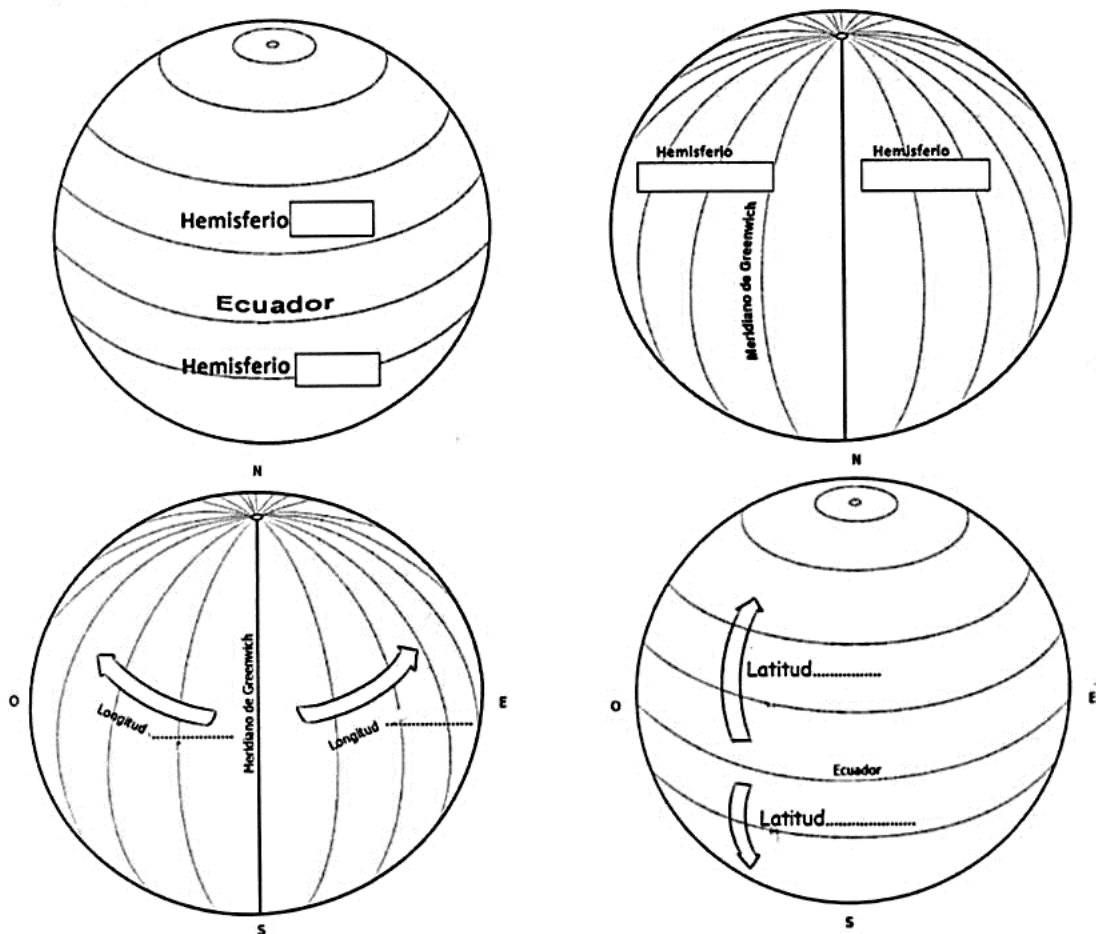 Hemisferio
Ecuador
Hemisferio
Hemisferio
Hemisferio
Meridiano de Greenwich
N
O
E
Longitud ....................
Meridiano de Greenwich
Longitud ....................
S
N
O
E
Latitud.................
Ecuador
Latitud......................
S